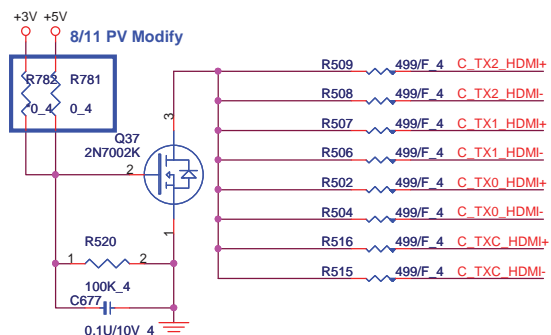 +3V +5V
8/11 PV Modify
R782 R781
*0_4 0_4
Q37
2N7002K
3
2
1
R520
1 2
100K_4
C677
0.1U/10V_4
R509 499/F_4 C_TX2_HDMI+
R508 499/F_4 C_TX2_HDMI-
R507 499/F_4 C_TX1_HDMI+
R506 499/F_4 C_TX1_HDMI-
R502 499/F_4 C_TX0_HDMI+
R504 499/F_4 C_TX0_HDMI-
R516 499/F_4 C_TXC_HDMI+
R515 499/F_4 C_TXC_HDMI-